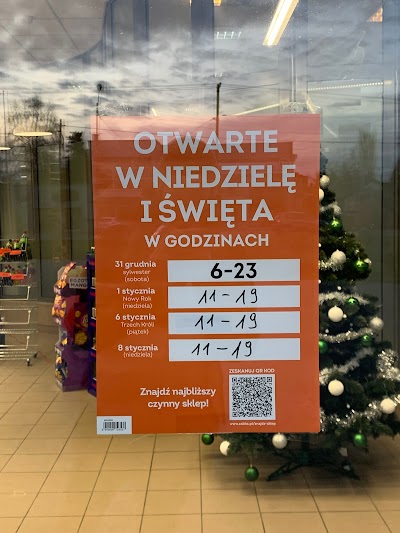 OTWARTE
W NIEDZIELĘ
I ŚWIĘTA
W GODZINACH
31 grudnia
sylwester
(sobota)
6-23
1 stycznia
Nowy Rok
(niedziela)
11-19
6 stycznia
Trzech Króli
(piątek)
11-19
8 stycznia
(niedziela)
11-19
Znajdź najbliższy
czynny sklep!
ZESKANUJ QR KOD